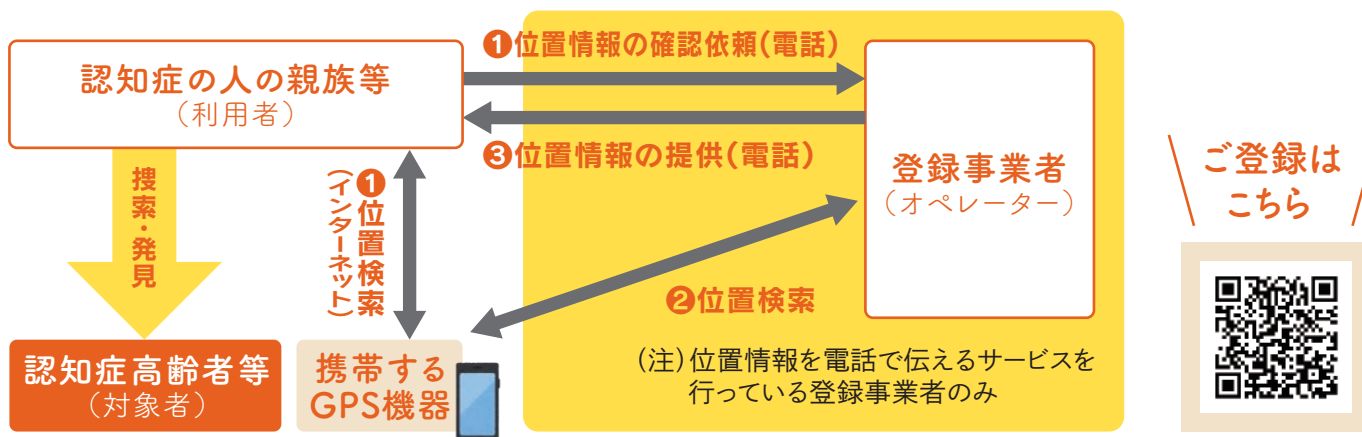 ❶位置情報の確認依頼(電話)
認知症の人の親族等
(利用者)
❸位置情報の提供(電話)
登録事業者
(オペレーター)
ご登録は
こちら
捜索・発見
❶位置検索
(インターネット)
❷位置検索
認知症高齢者等
(対象者)
携帯する
GPS機器
(注)位置情報を電話で伝えるサービスを
行っている登録事業者のみ